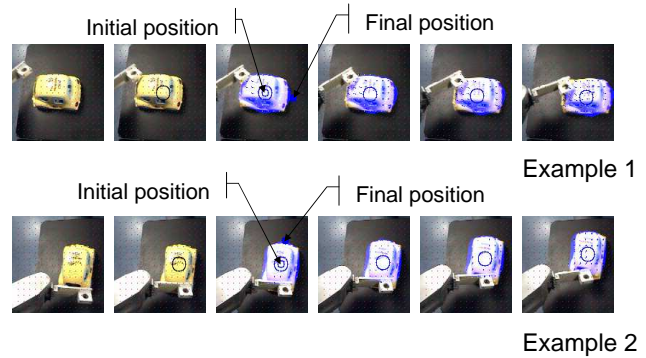 Initial position
Final position
Example 1
Initial position
Final position
Example 2